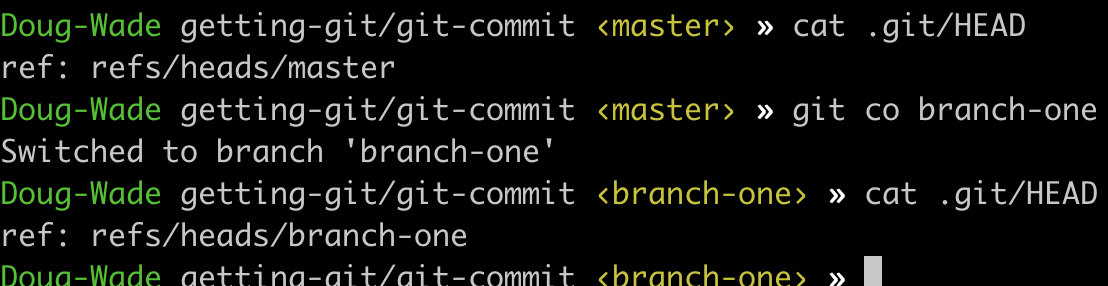 Doug-Wade getting-git/git-commit <master> » cat .git/HEAD
ref: refs/heads/master
Doug-Wade getting-git/git-commit <master> » git co branch-one
Switched to branch 'branch-one'
Doug-Wade getting-git/git-commit <branch-one> » cat .git/HEAD
ref: refs/heads/branch-one
Doug-Wade getting-git/git-commit <branch-one> »